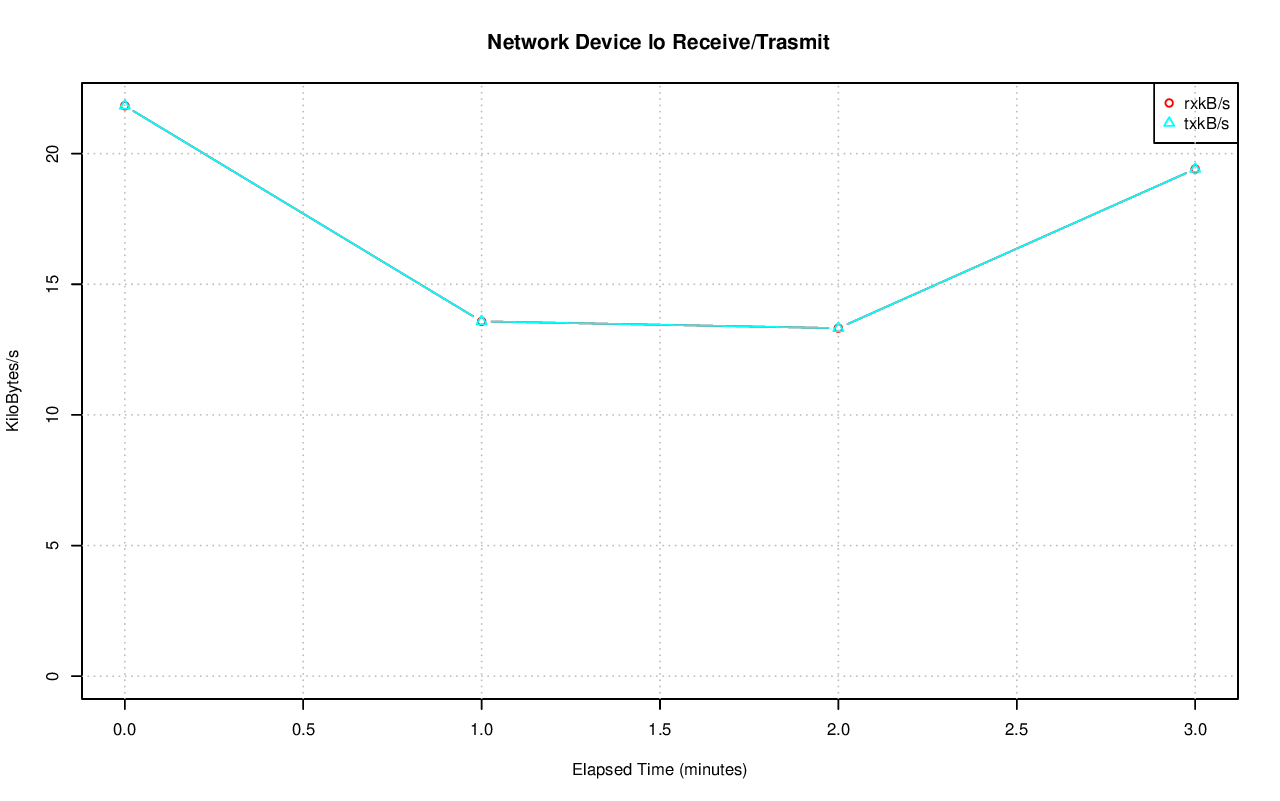 Network Device lo Receive/Trasmit
rxkB/s
txkB/s
KiloBytes/s
20
15
10
5
0
0.0 0.5 1.0 1.5 2.0 2.5 3.0
Elapsed Time (minutes)